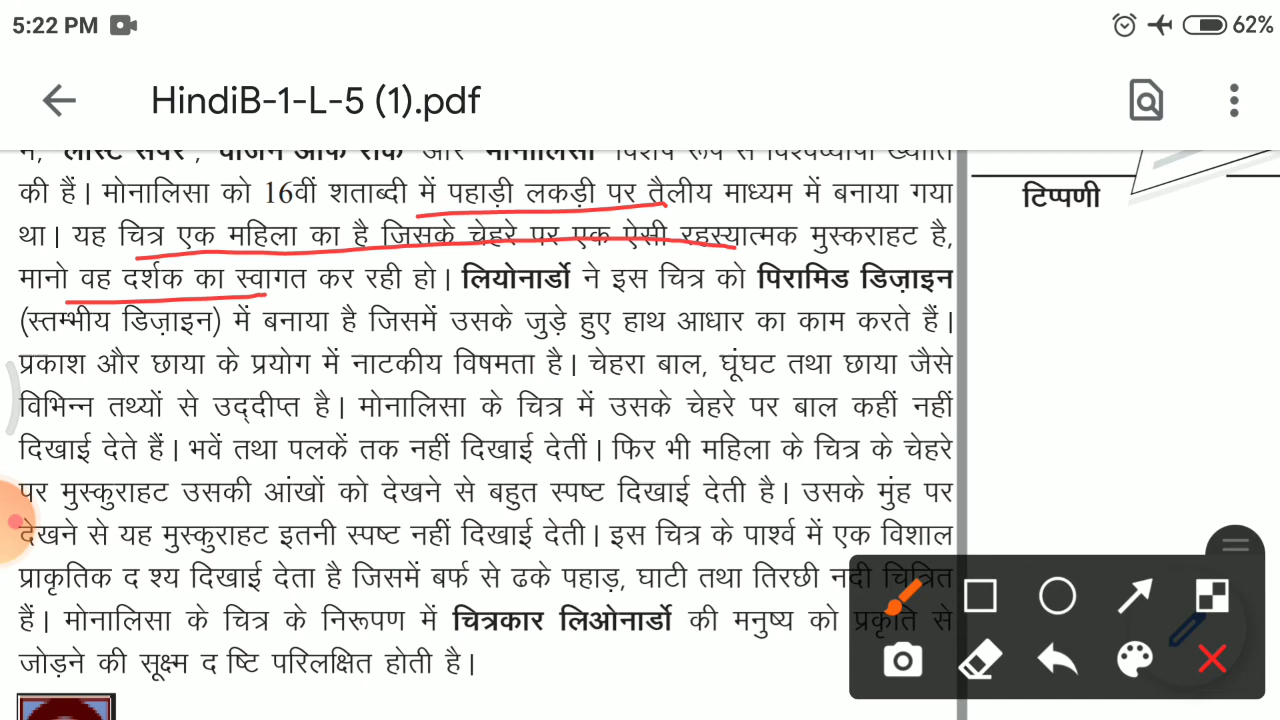 5:22 PM
62%
HindiB-1-L-5 (1).pdf
में, लास्ट सपर, वर्जिन ऑफ रॉक और मोनालिसा विशेष रूप से विश्वव्यापी ख्याति
की हैं। मोनालिसा को 16वीं शताब्दी में पहाड़ी लकड़ी पर तैलीय माध्यम में बनाया गया
टिप्पणी
था। यह चित्र एक महिला का है जिसके चेहरे पर एक ऐसी रहस्यात्मक मुस्कराहट है,
मानो वह दर्शक का स्वागत कर रही हो। लियोनार्डो ने इस चित्र को पिरामिड डिज़ाइन
(स्तम्भीय डिज़ाइन) में बनाया है जिसमें उसके जुड़े हुए हाथ आधार का काम करते हैं।
प्रकाश और छाया के प्रयोग में नाटकीय विषमता है। चेहरा बाल, घूंघट तथा छाया जैसे
विभिन्न तथ्यों से उद्दीप्त है। मोनालिसा के चित्र में उसके चेहरे पर बाल कहीं नहीं
दिखाई देते हैं। भवें तथा पलकें तक नहीं दिखाई देतीं। फिर भी महिला के चित्र के चेहरे
पर मुस्कुराहट उसकी आंखों को देखने से बहुत स्पष्ट दिखाई देती है। उसके मुंह पर
देखने से यह मुस्कुराहट इतनी स्पष्ट नहीं दिखाई देती। इस चित्र के पार्श्व में एक विशाल
प्राकृतिक द श्य दिखाई देता है जिसमें बर्फ से ढके पहाड़, घाटी तथा तिरछी नदी चित्रित
हैं। मोनालिसा के चित्र के निरूपण में चित्रकार लिओनार्डो की मनुष्य को प्रकृति से
जोड़ने की सूक्ष्म द ष्टि परिलक्षित होती है।